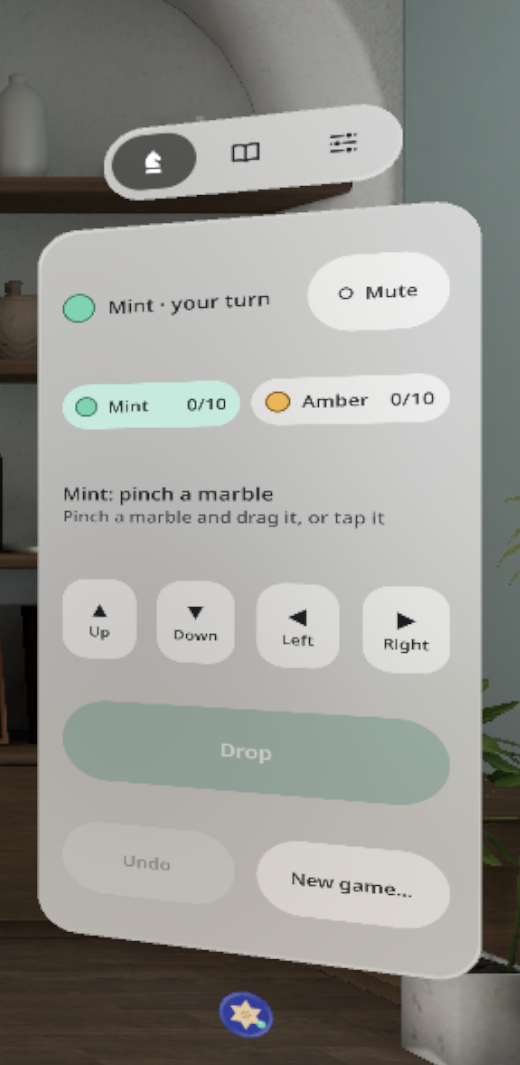 Mint · your turn
Mute
Mint 0/10
Amber 0/10
Mint: pinch a marble
Pinch a marble and drag it, or tap it
Up
Down
Left
Right
Drop
Undo
New game...